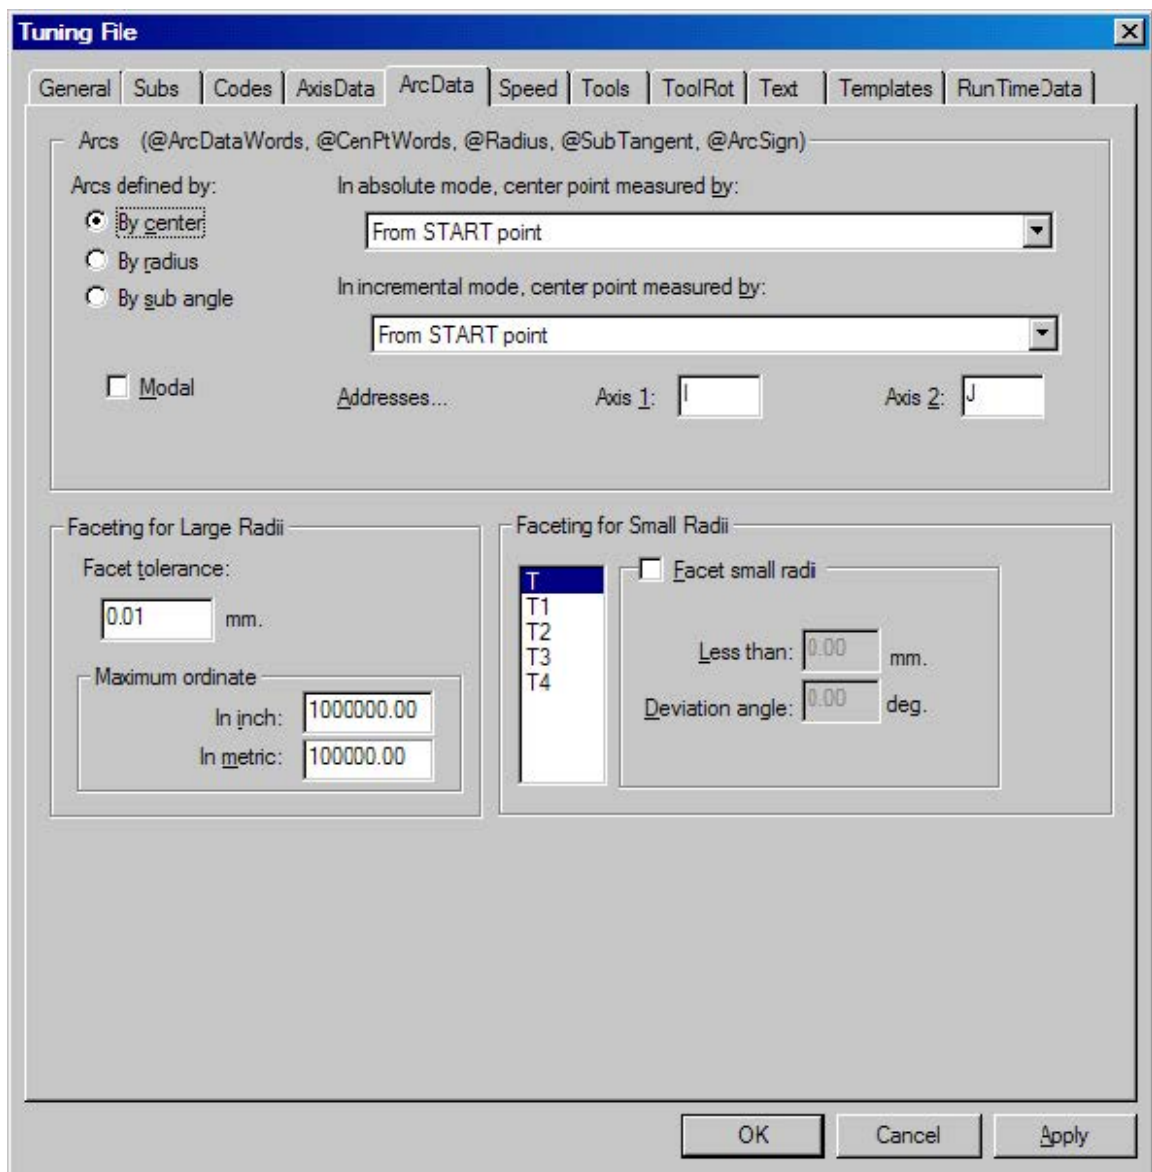 Tuning File
General Subs Codes AxisData ArcData Speed Tools ToolRot Text Templates RunTimeData
Arcs (@ArcDataWords, @CenPtWords, @Radius, @SubTangent, @ArcSign)
Arcs defined by:
By center
By radius
By sub angle
Modal
In absolute mode, center point measured by:
From START point
In incremental mode, center point measured by:
From START point
Addresses... Axis 1: I Axis 2: J
Faceting for Large Radii
Facet tolerance:
0.01 mm.
Maximum ordinate
In inch: 1000000.00
In metric: 100000.00
Faceting for Small Radii
T
T1
T2
T3
T4
Facet small radi
Less than: 0.00 mm.
Deviation angle: 0.00 deg.
OK Cancel Apply